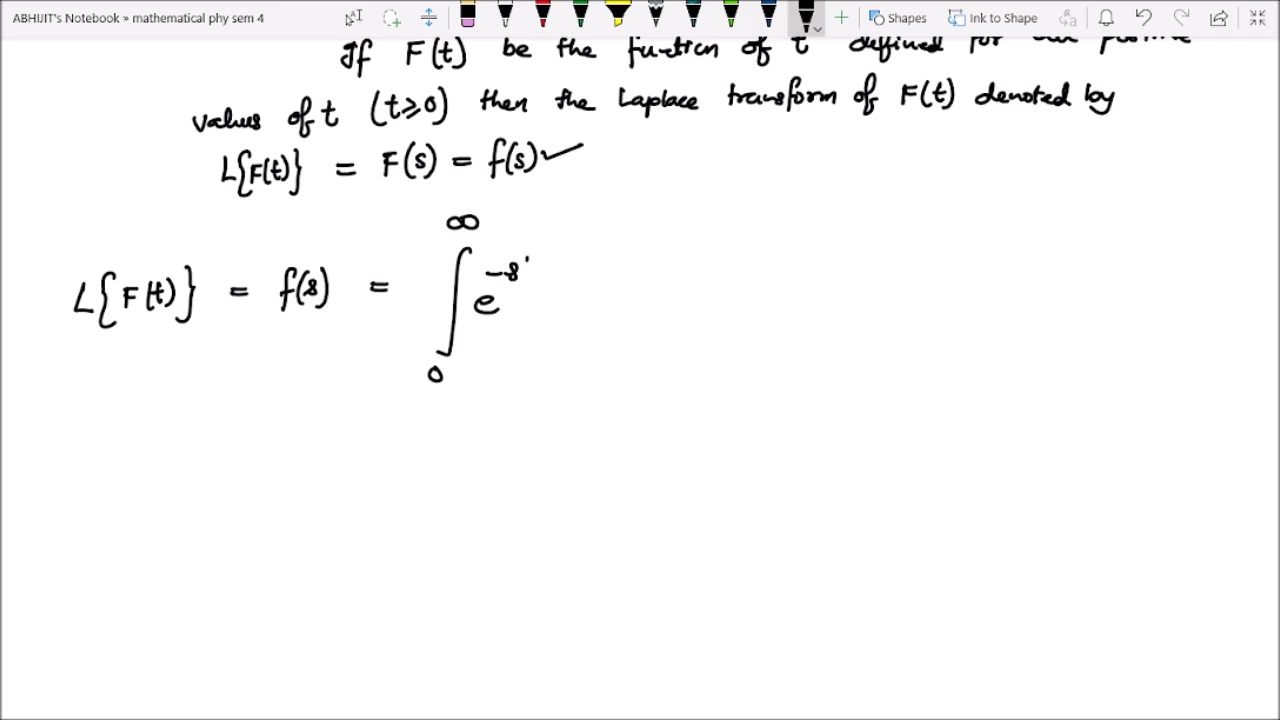 ABHIJIT's Notebook » mathematical phy sem 4
Shapes
Ink to Shape
If F(t) be the function of t defined for all positive
values of t (t≥0) then the Laplace transform of F(t) denoted by
L{F(t)} = F(s) = f(s) ✓
L{F(t)} = f(s) = ∫₀^∞ e^-s